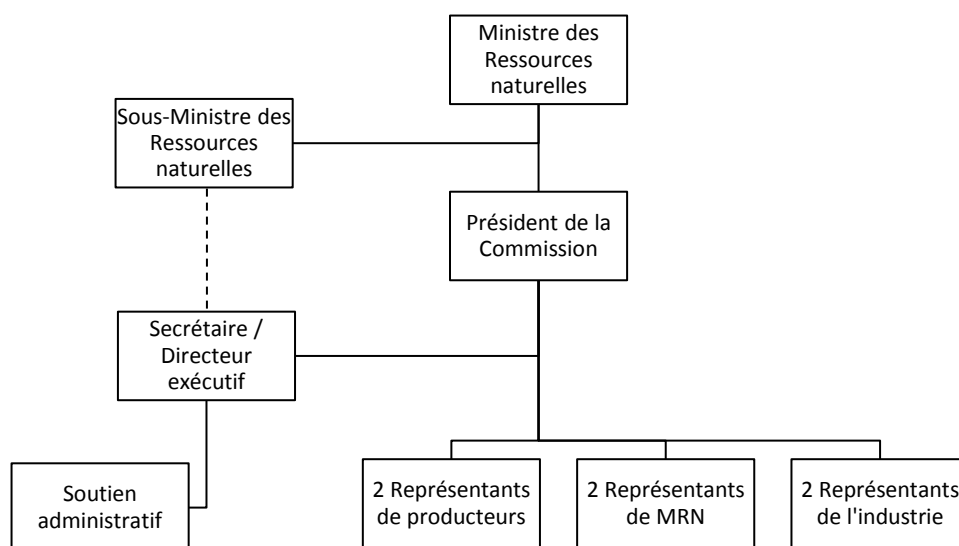 Ministre des
Ressources
naturelles
Sous-Ministre des
Ressources
naturelles
Président de la
Commission
Secrétaire /
Directeur
exécutif
Soutien
administratif
2 Représentants
de producteurs
2 Représentants
de MRN
2 Représentants
de l'industrie